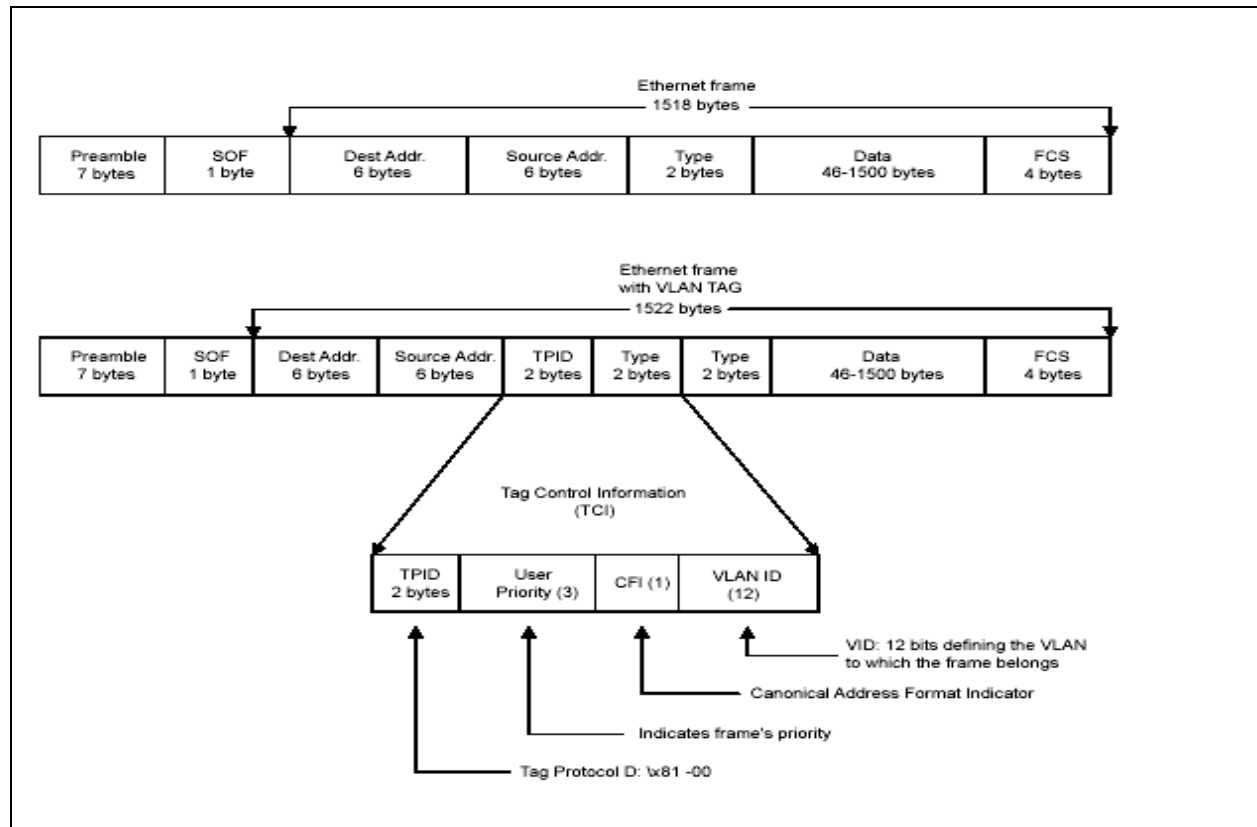 Ethernet frame
1518 bytes
Preamble
7 bytes
SOF
1 byte
Dest Addr.
6 bytes
Source Addr.
6 bytes
Type
2 bytes
Data
46-1500 bytes
FCS
4 bytes
Ethernet frame
with VLAN TAG
1522 bytes
Preamble
7 bytes
SOF
1 byte
Dest Addr.
6 bytes
Source Addr.
6 bytes
TPID
2 bytes
Type
2 bytes
Type
2 bytes
Data
46-1500 bytes
FCS
4 bytes
Tag Control Information
(TCI)
TPID
2 bytes
User
Priority (3)
CFI (1)
VLAN ID
(12)
VID: 12 bits defining the VLAN
to which the frame belongs
Canonical Address Format Indicator
Indicates frame's priority
Tag Protocol D: \x81 -00